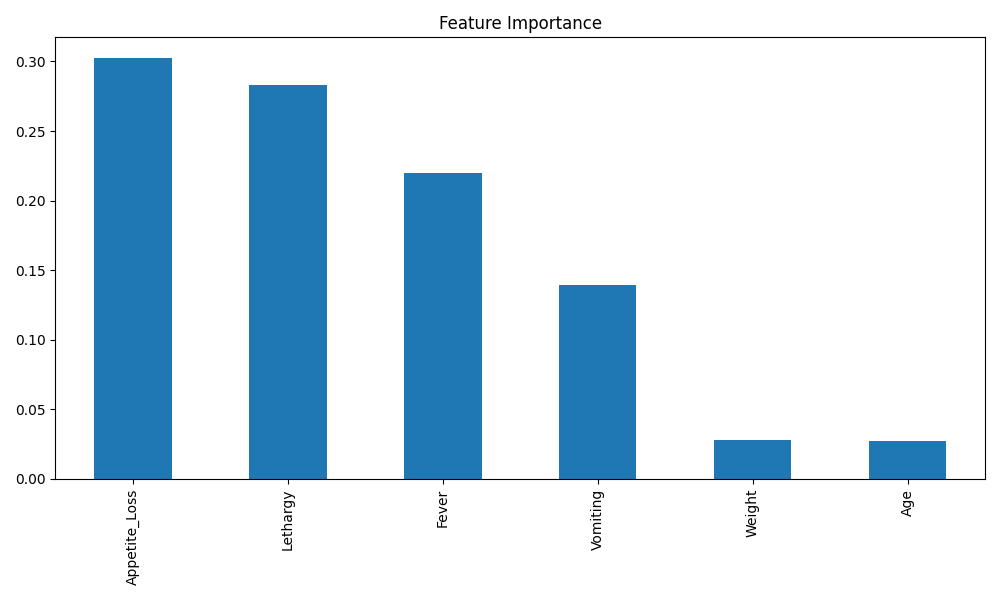 Feature Importance
0.30
0.25
0.20
0.15
0.10
0.05
0.00
Appetite_Loss
Lethargy
Fever
Vomiting
Weight
Age